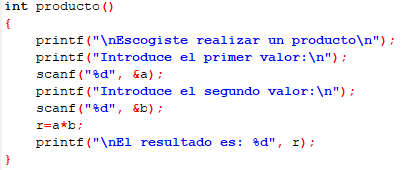 int producto()
{
printf("\nEscogiste realizar un producto\n");
printf("Introduce el primer valor:\n");
scanf("%d", &a);
printf("Introduce el segundo valor:\n");
scanf("%d", &b);
r=a*b;
printf("\nEl resultado es: %d", r);
}